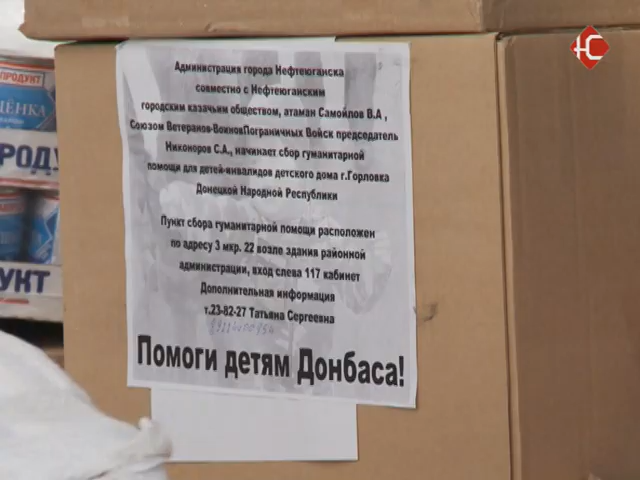 Администрация города Нефтеюганска
совместно с Нефтеюганским
городским казачьим обществом, атаман Самойлов В.А ,
Союзом Ветеранов-ВоиновПограничных Войск председатель
Никоноров С.А., начинает сбор гуманитарной
помощи для детей-инвалидов детского дома г.Горловка
Донецкой Народной Республики
Пункт сбора гуманитарной помощи расположен
по адресу 3 мкр. 22 возле здания районной
администрации, вход слева 117 кабинет
Дополнительная информация
т.23-82-27 Татьяна Сергеевна
Помоги детям Донбаса!
ПРОДУКТ
ЩЁНКА
РОДУ
УКТ